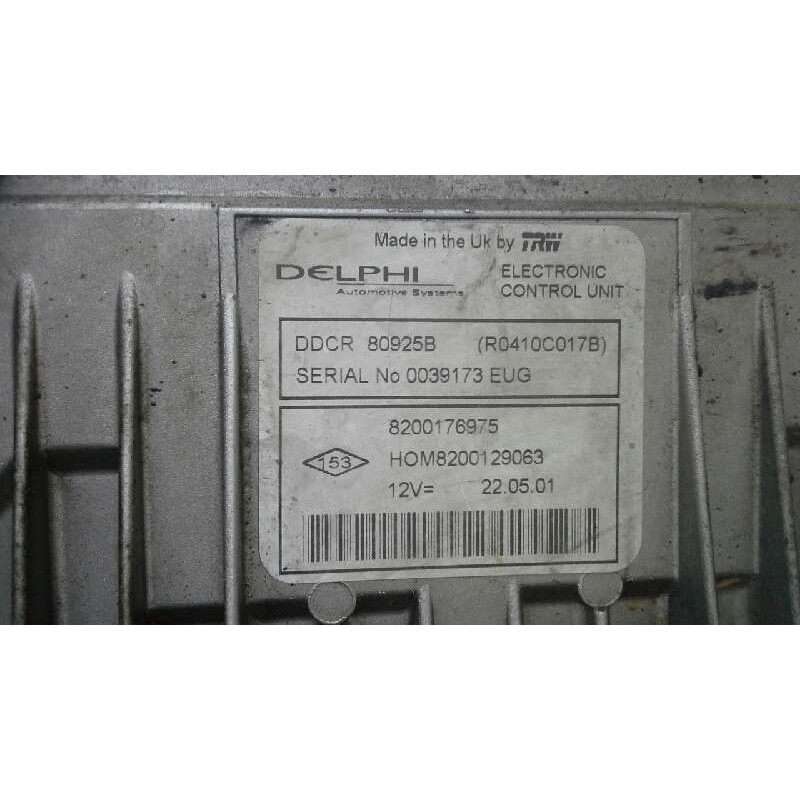 Made in the Uk by TRW
DELPHI
Automotive Systems
ELECTRONIC
CONTROL UNIT
DDCR 80925B (R0410C017B)
SERIAL No 0039173 EUG
8200176975
153 HOM8200129063
12V= 22.05.01